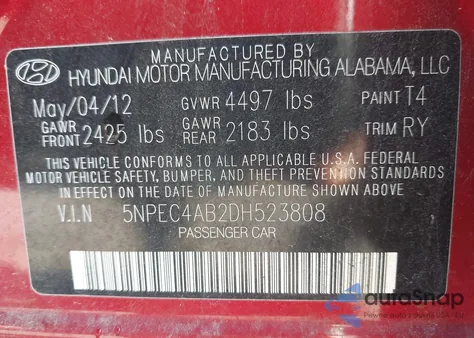 MANUFACTURED BY
HYUNDAI MOTOR MANUFACTURING ALABAMA, LLC
May/04/12 GVWR 4497 lbs PAINT T4
GAWR FRONT 2425 lbs GAWR REAR 2183 lbs TRIM RY
THIS VEHICLE CONFORMS TO ALL APPLICABLE U.S.A. FEDERAL
MOTOR VEHICLE SAFETY, BUMPER, AND THEFT PREVENTION STANDARDS
IN EFFECT ON THE DATE OF MANUFACTURE SHOWN ABOVE.
V.I.N 5NPEC4AB2DH523808
PASSENGER CAR
autaSnap